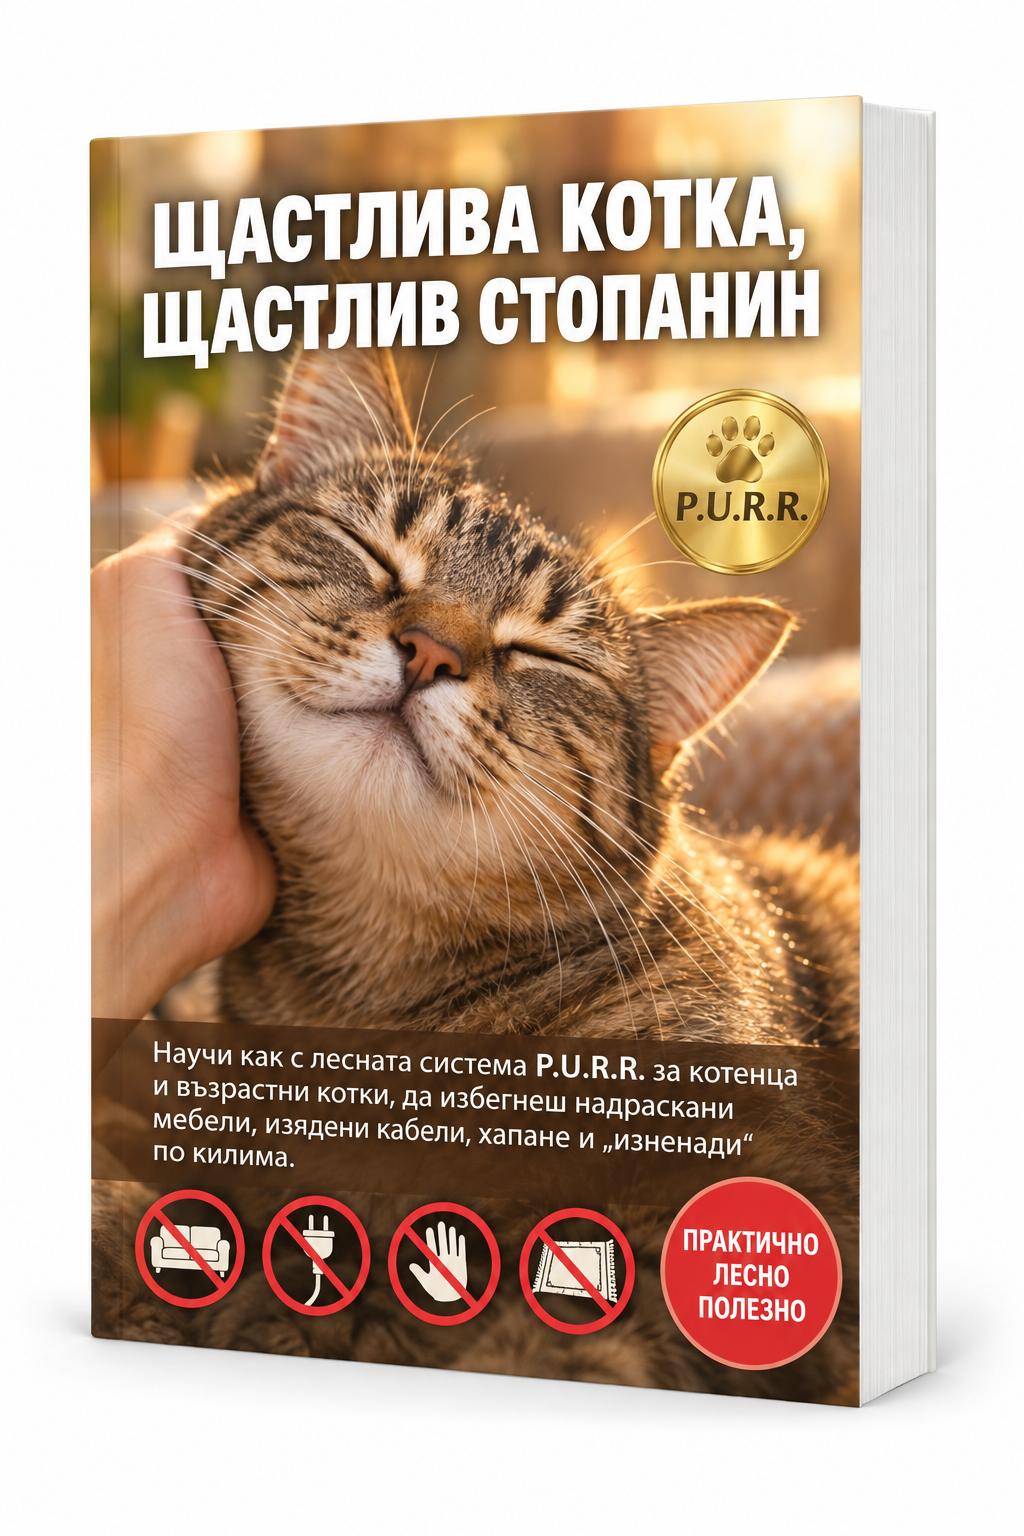 ЩАСТЛИВА КОТКА,
ЩАСТЛИВ СТОПАНИН
P.U.R.R.
Научи как с лесната система P.U.R.R. за котенца
и възрастни котки, да избегнеш надраскани
мебели, изядени кабели, хапане и „изненади“
по килима.
ПРАКТИЧНО
ЛЕСНО
ПОЛЕЗНО